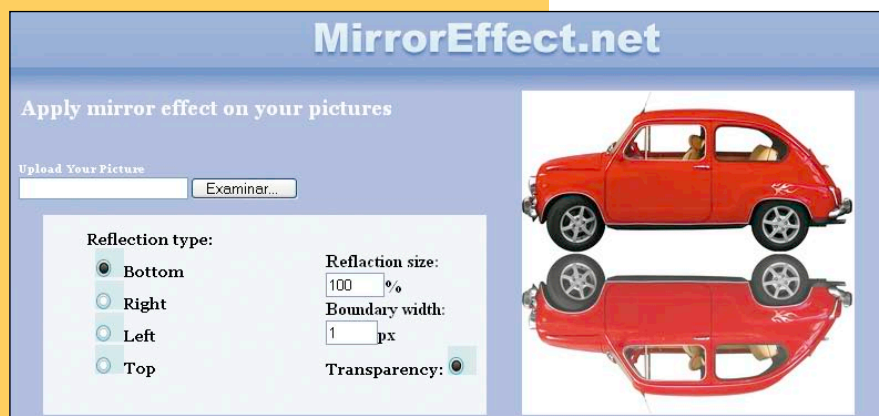 MirrorEffect.net
Apply mirror effect on your pictures
Upload Your Picture
Examinar...
Reflection type:
Bottom
Right
Left
Top
Reflaction size:
100 %
Boundary width:
1 px
Transparency: